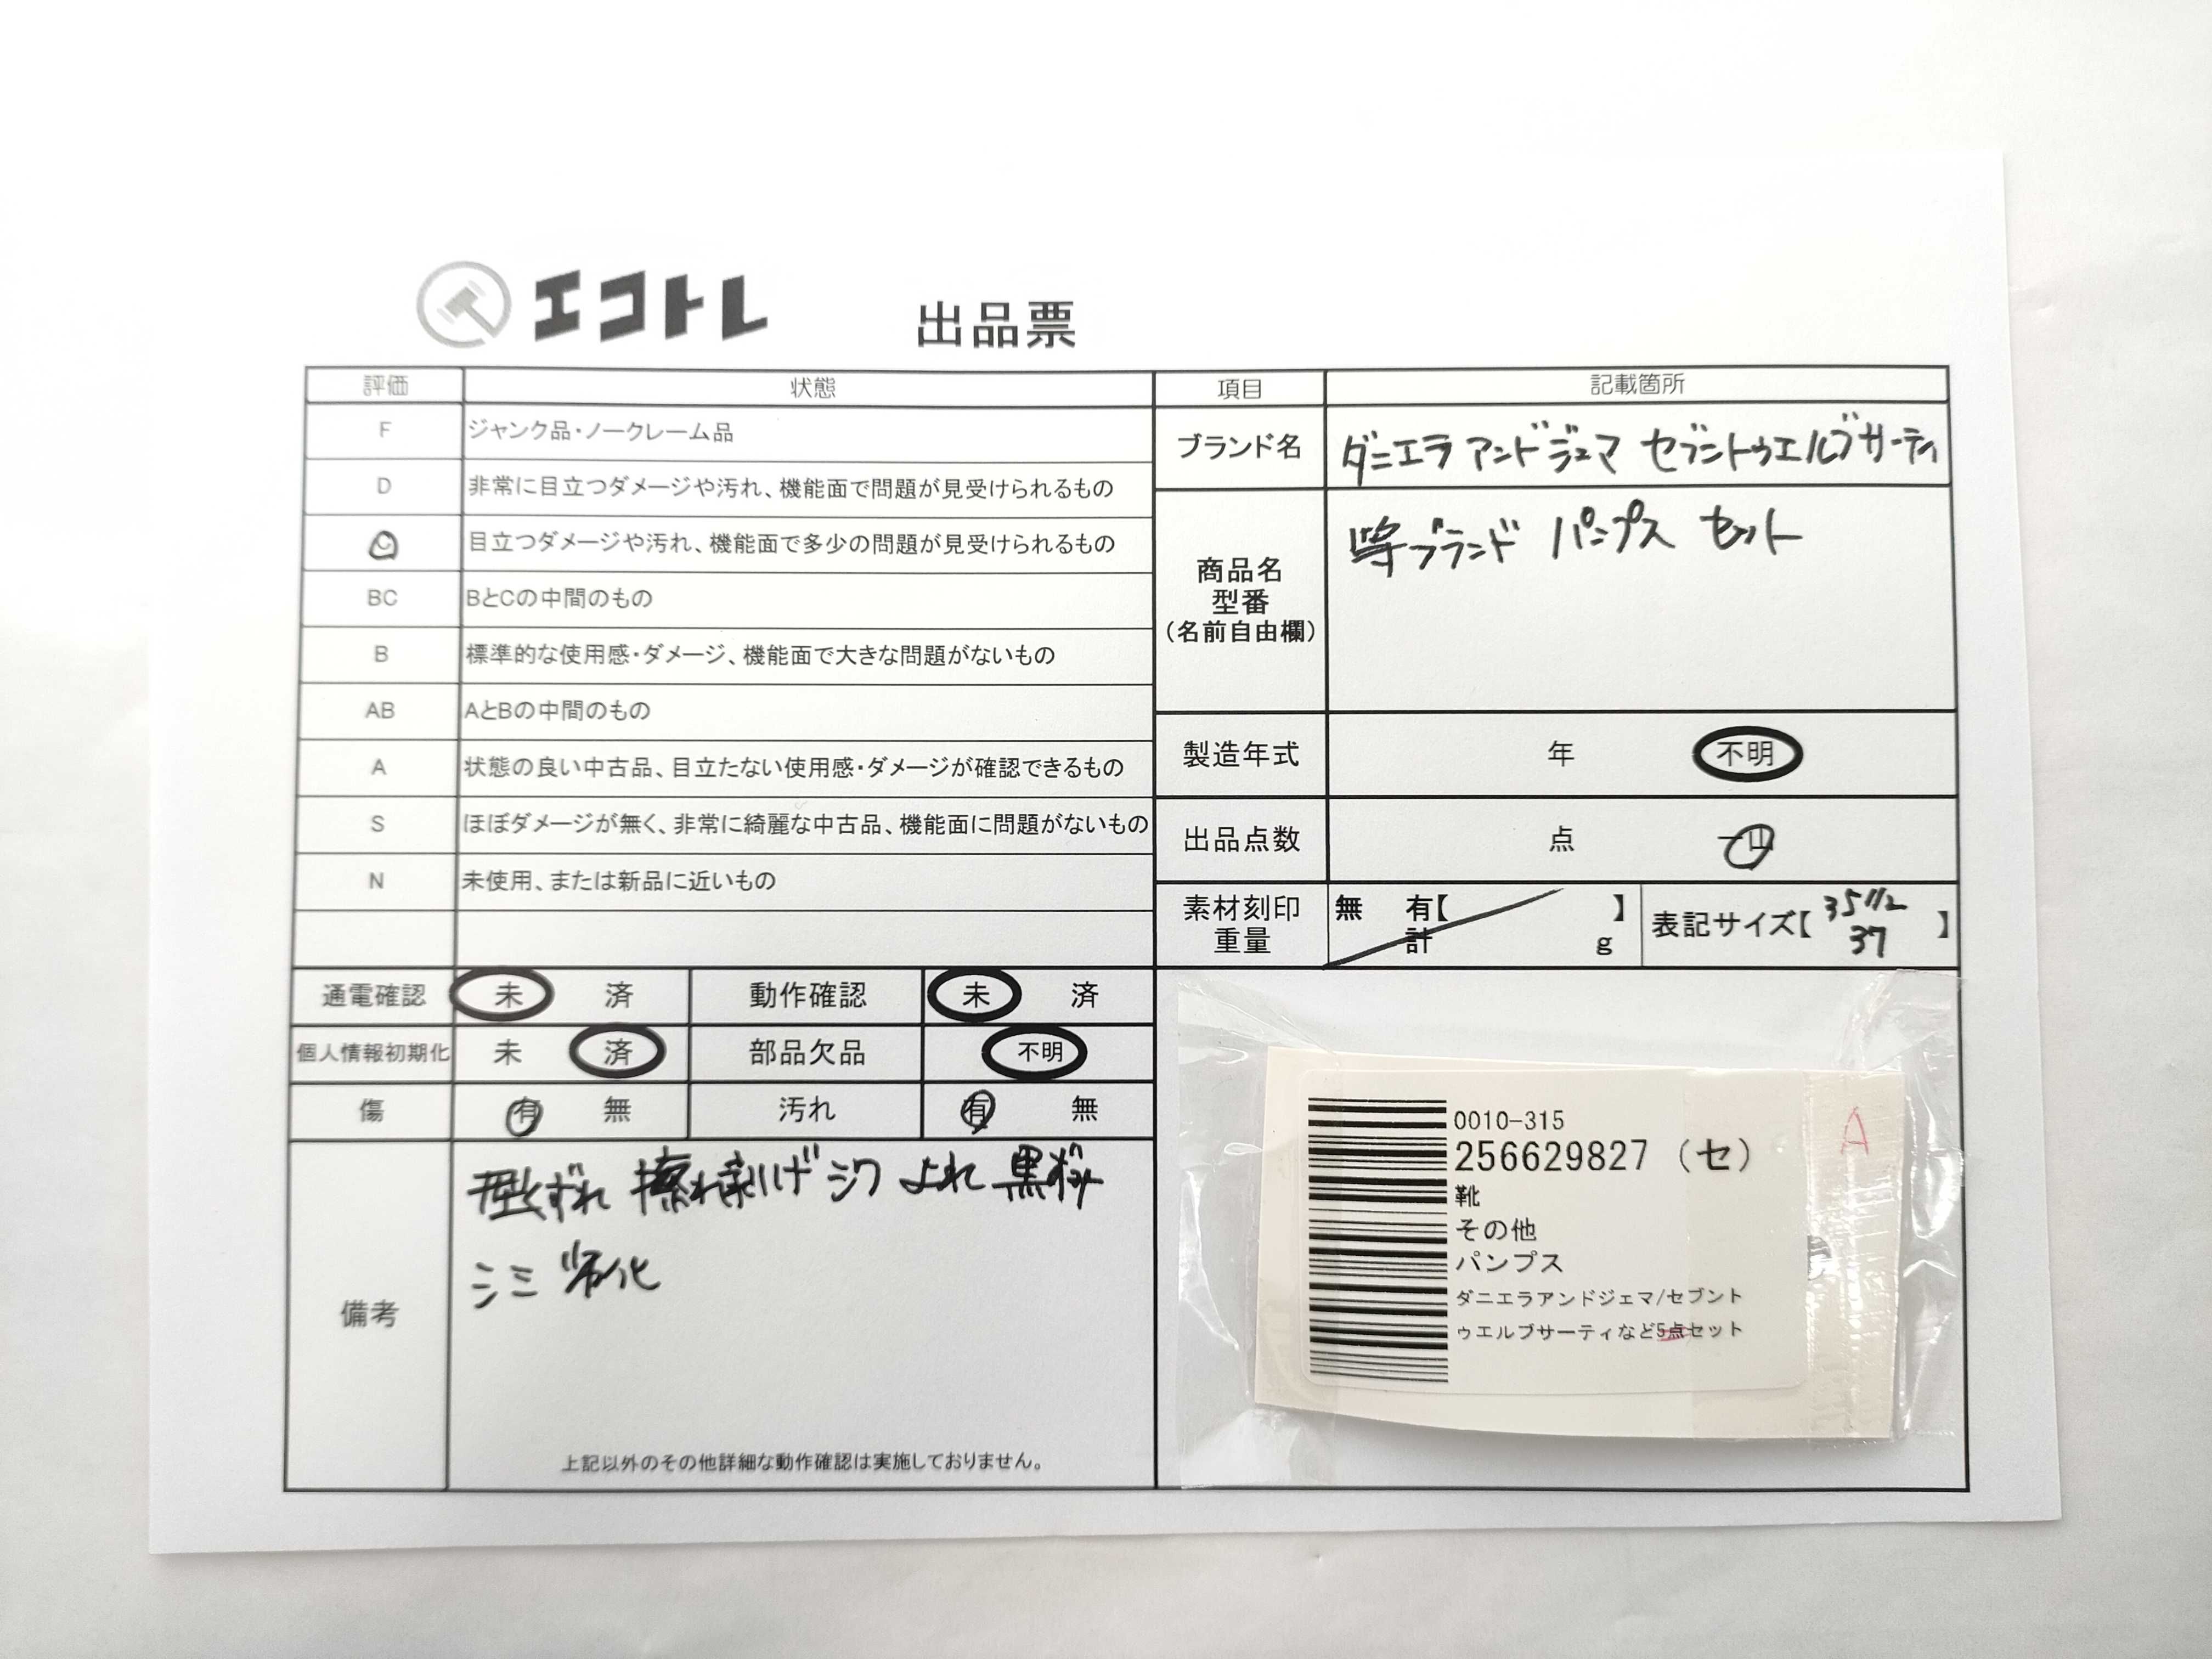 エコトレ 出品票
評価 状態
F ジャンク品・ノークレーム品
D 非常に目立つダメージや汚れ、機能面で問題が見受けられるもの
C 目立つダメージや汚れ、機能面で多少の問題が見受けられるもの
BC BとCの中間のもの
B 標準的な使用感・ダメージ、機能面で大きな問題がないもの
AB AとBの中間のもの
A 状態の良い中古品、目立たない使用感・ダメージが確認できるもの
S ほぼダメージが無く、非常に綺麗な中古品、機能面に問題がないもの
N 未使用、または新品に近いもの
通電確認 未 済 動作確認 未 済
個人情報初期化 未 済 部品欠品 不明
傷 有 無 汚れ 有 無
備考
型くずれ 擦れ 剥げ シワ よれ 黒ずみ
シミ 劣化
上記以外のその他詳細な動作確認は実施しておりません。
項目 記載箇所
ブランド名 ダニエラ アンド ジェマ セブントゥエルブサーティ
商品名
型番
（名前自由欄）
等ブランド パンプス セット
製造年式 年 不明
出品点数 点 一山
素材刻印 無 有【 】
重量 計 g
表記サイズ【 35 1/2
37 】
0010-315
256629827 (セ)
靴
その他
パンプス
ダニエラアンドジェマ/セブント
ゥエルブサーティなど5点セット
A